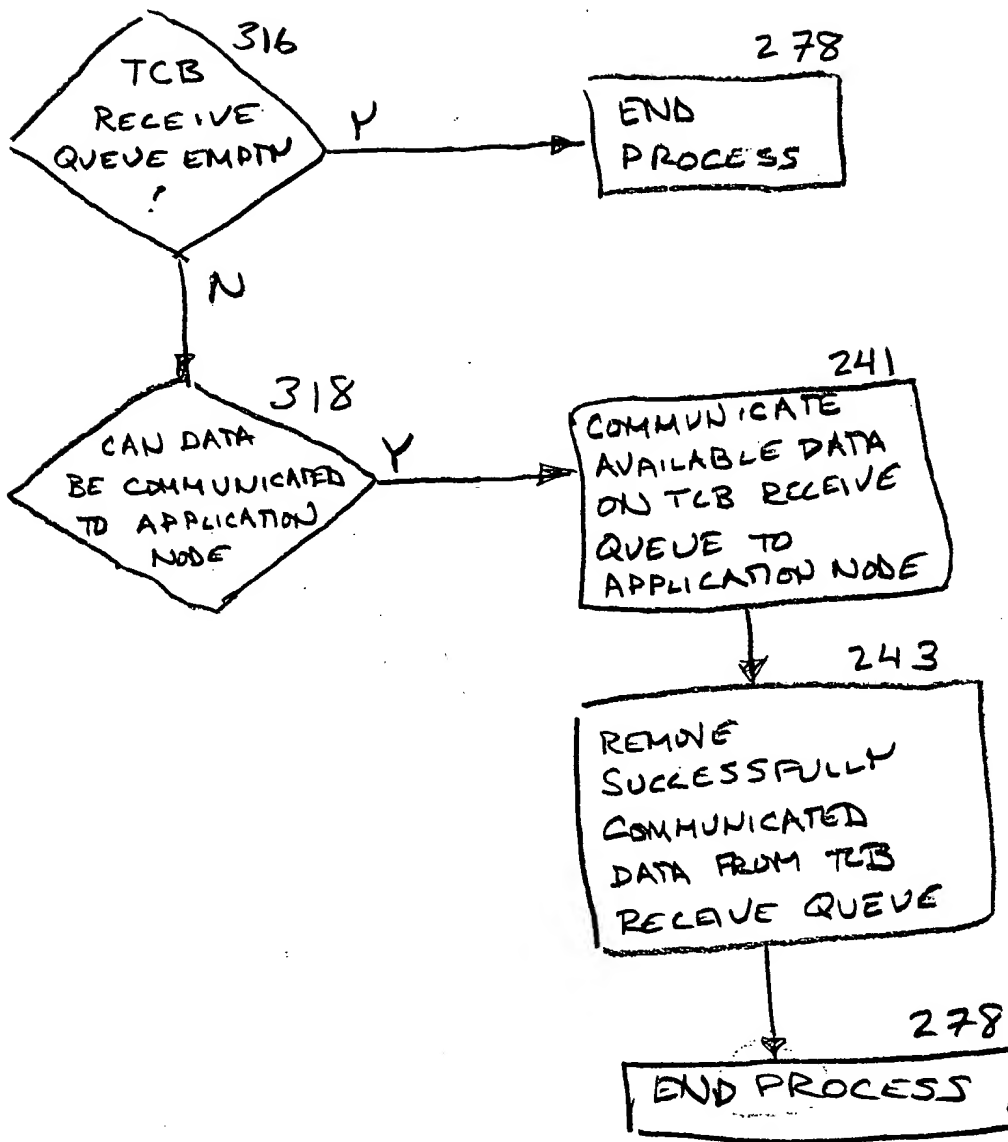 316
TCB
RECEIVE
QUEUE EMPTY
?
Y
278
END
PROCESS
N
318
CAN DATA
BE COMMUNICATED
TO APPLICATION
NODE
Y
241
COMMUNICATE
AVAILABLE DATA
ON TCB RECEIVE
QUEUE TO
APPLICATION NODE
243
REMOVE
SUCCESSFULLY
COMMUNICATED
DATA FROM TCB
RECEIVE QUEUE
278
END PROCESS